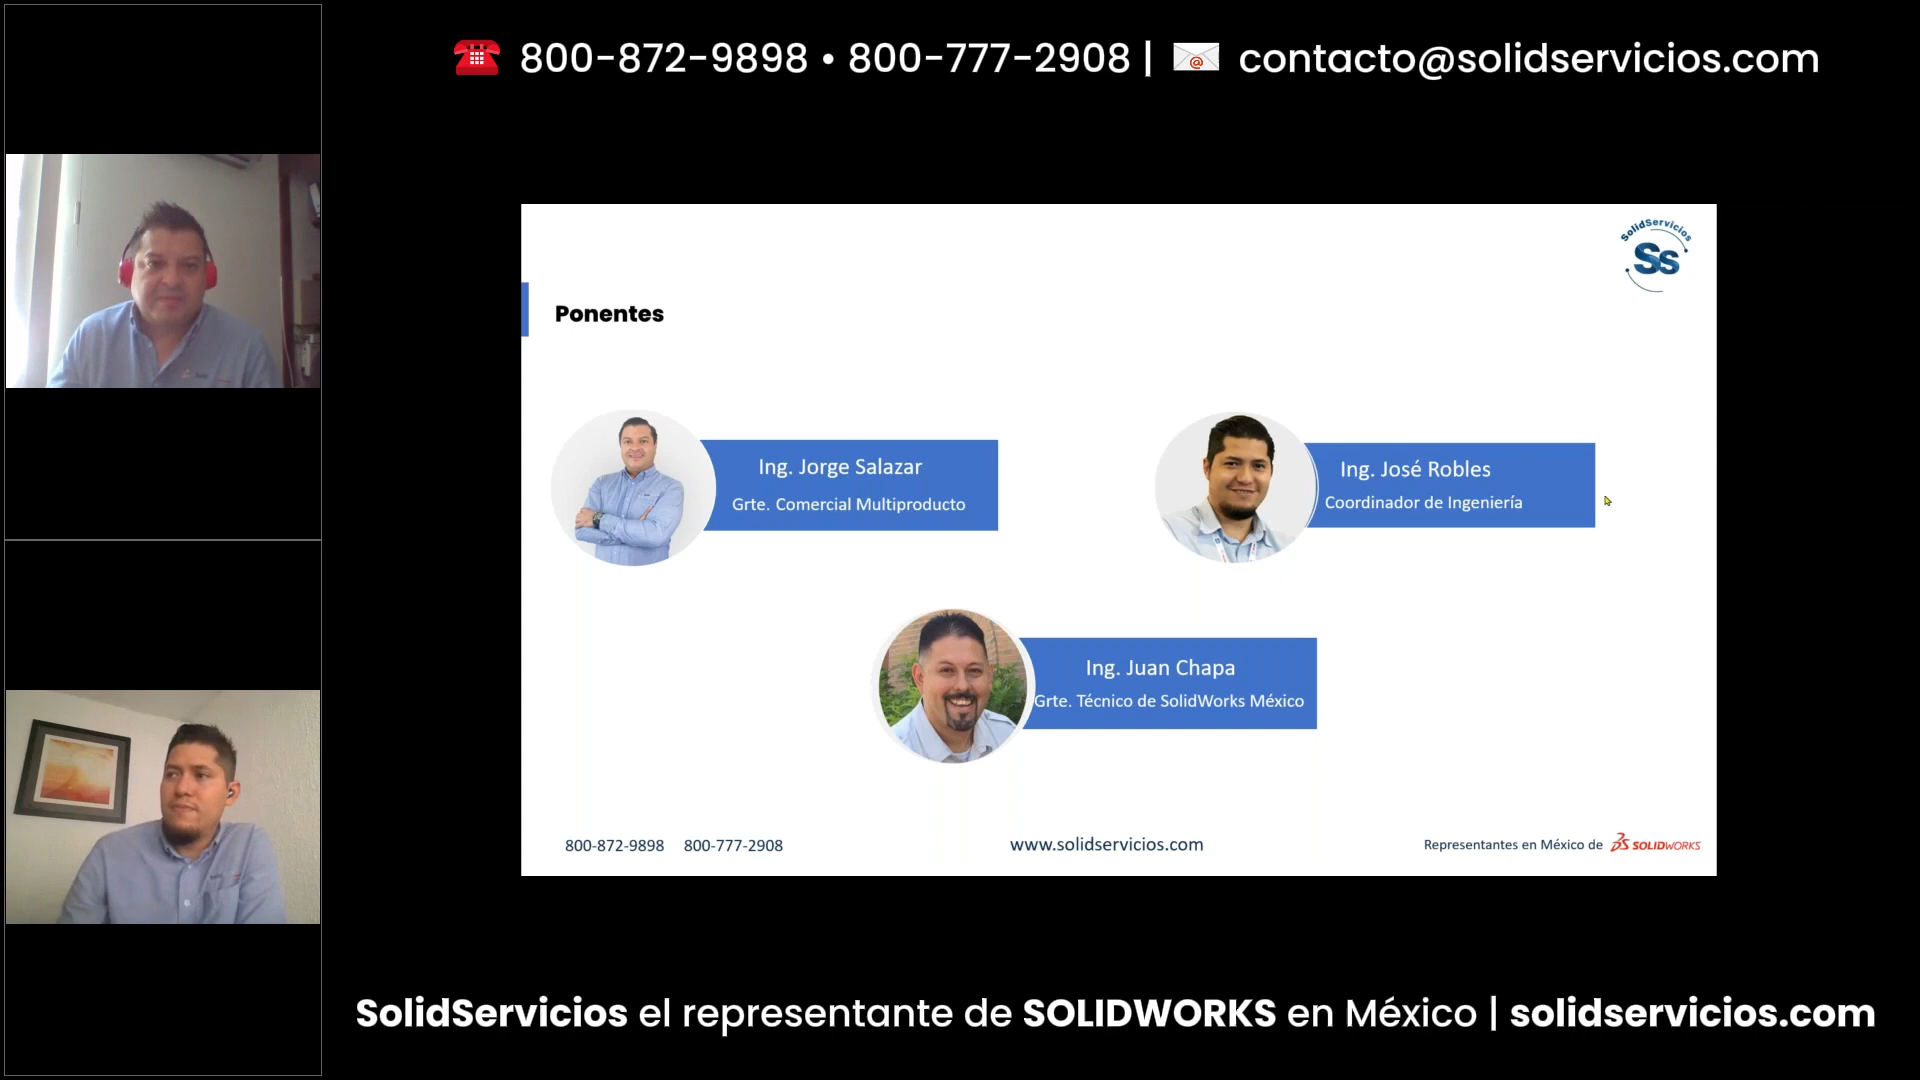 800-872-9898 • 800-777-2908 | contacto@solidservicios.com
SolidServicios
Ss
Ponentes
Ing. Jorge Salazar
Grte. Comercial Multiproducto
Ing. José Robles
Coordinador de Ingeniería
Ing. Juan Chapa
Grte. Técnico de SolidWorks México
800-872-9898 800-777-2908
www.solidservicios.com
Representantes en México de SOLIDWORKS
SolidServicios el representante de SOLIDWORKS en México | solidservicios.com